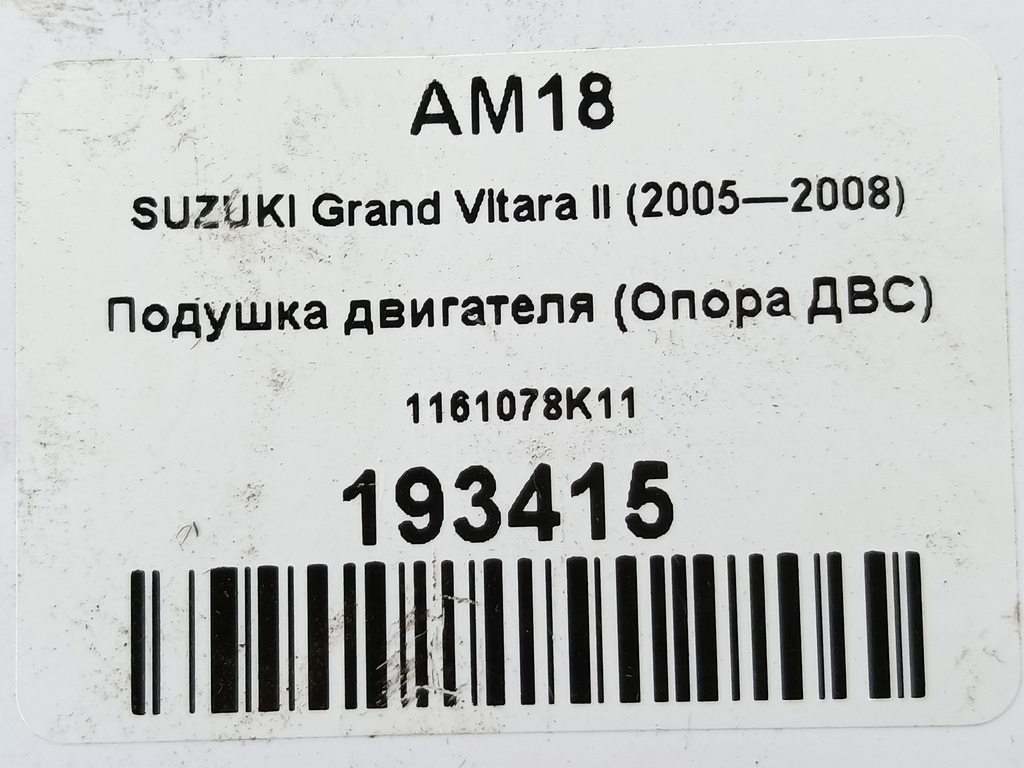 AM18
SUZUKI Grand VItara II (2005—2008)
Подушка двигателя (Опора ДВС)
1161078K11
193415